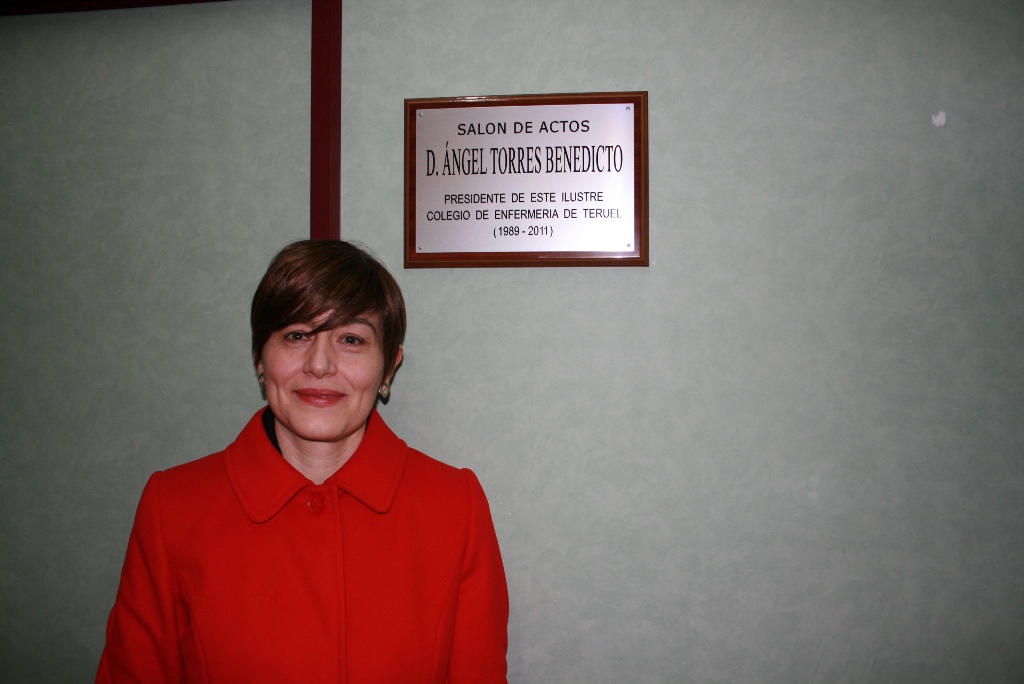 SALON DE ACTOS
D. ÁNGEL TORRES BENEDICTO
PRESIDENTE DE ESTE ILUSTRE
COLEGIO DE ENFERMERIA DE TERUEL
(1989 - 2011)